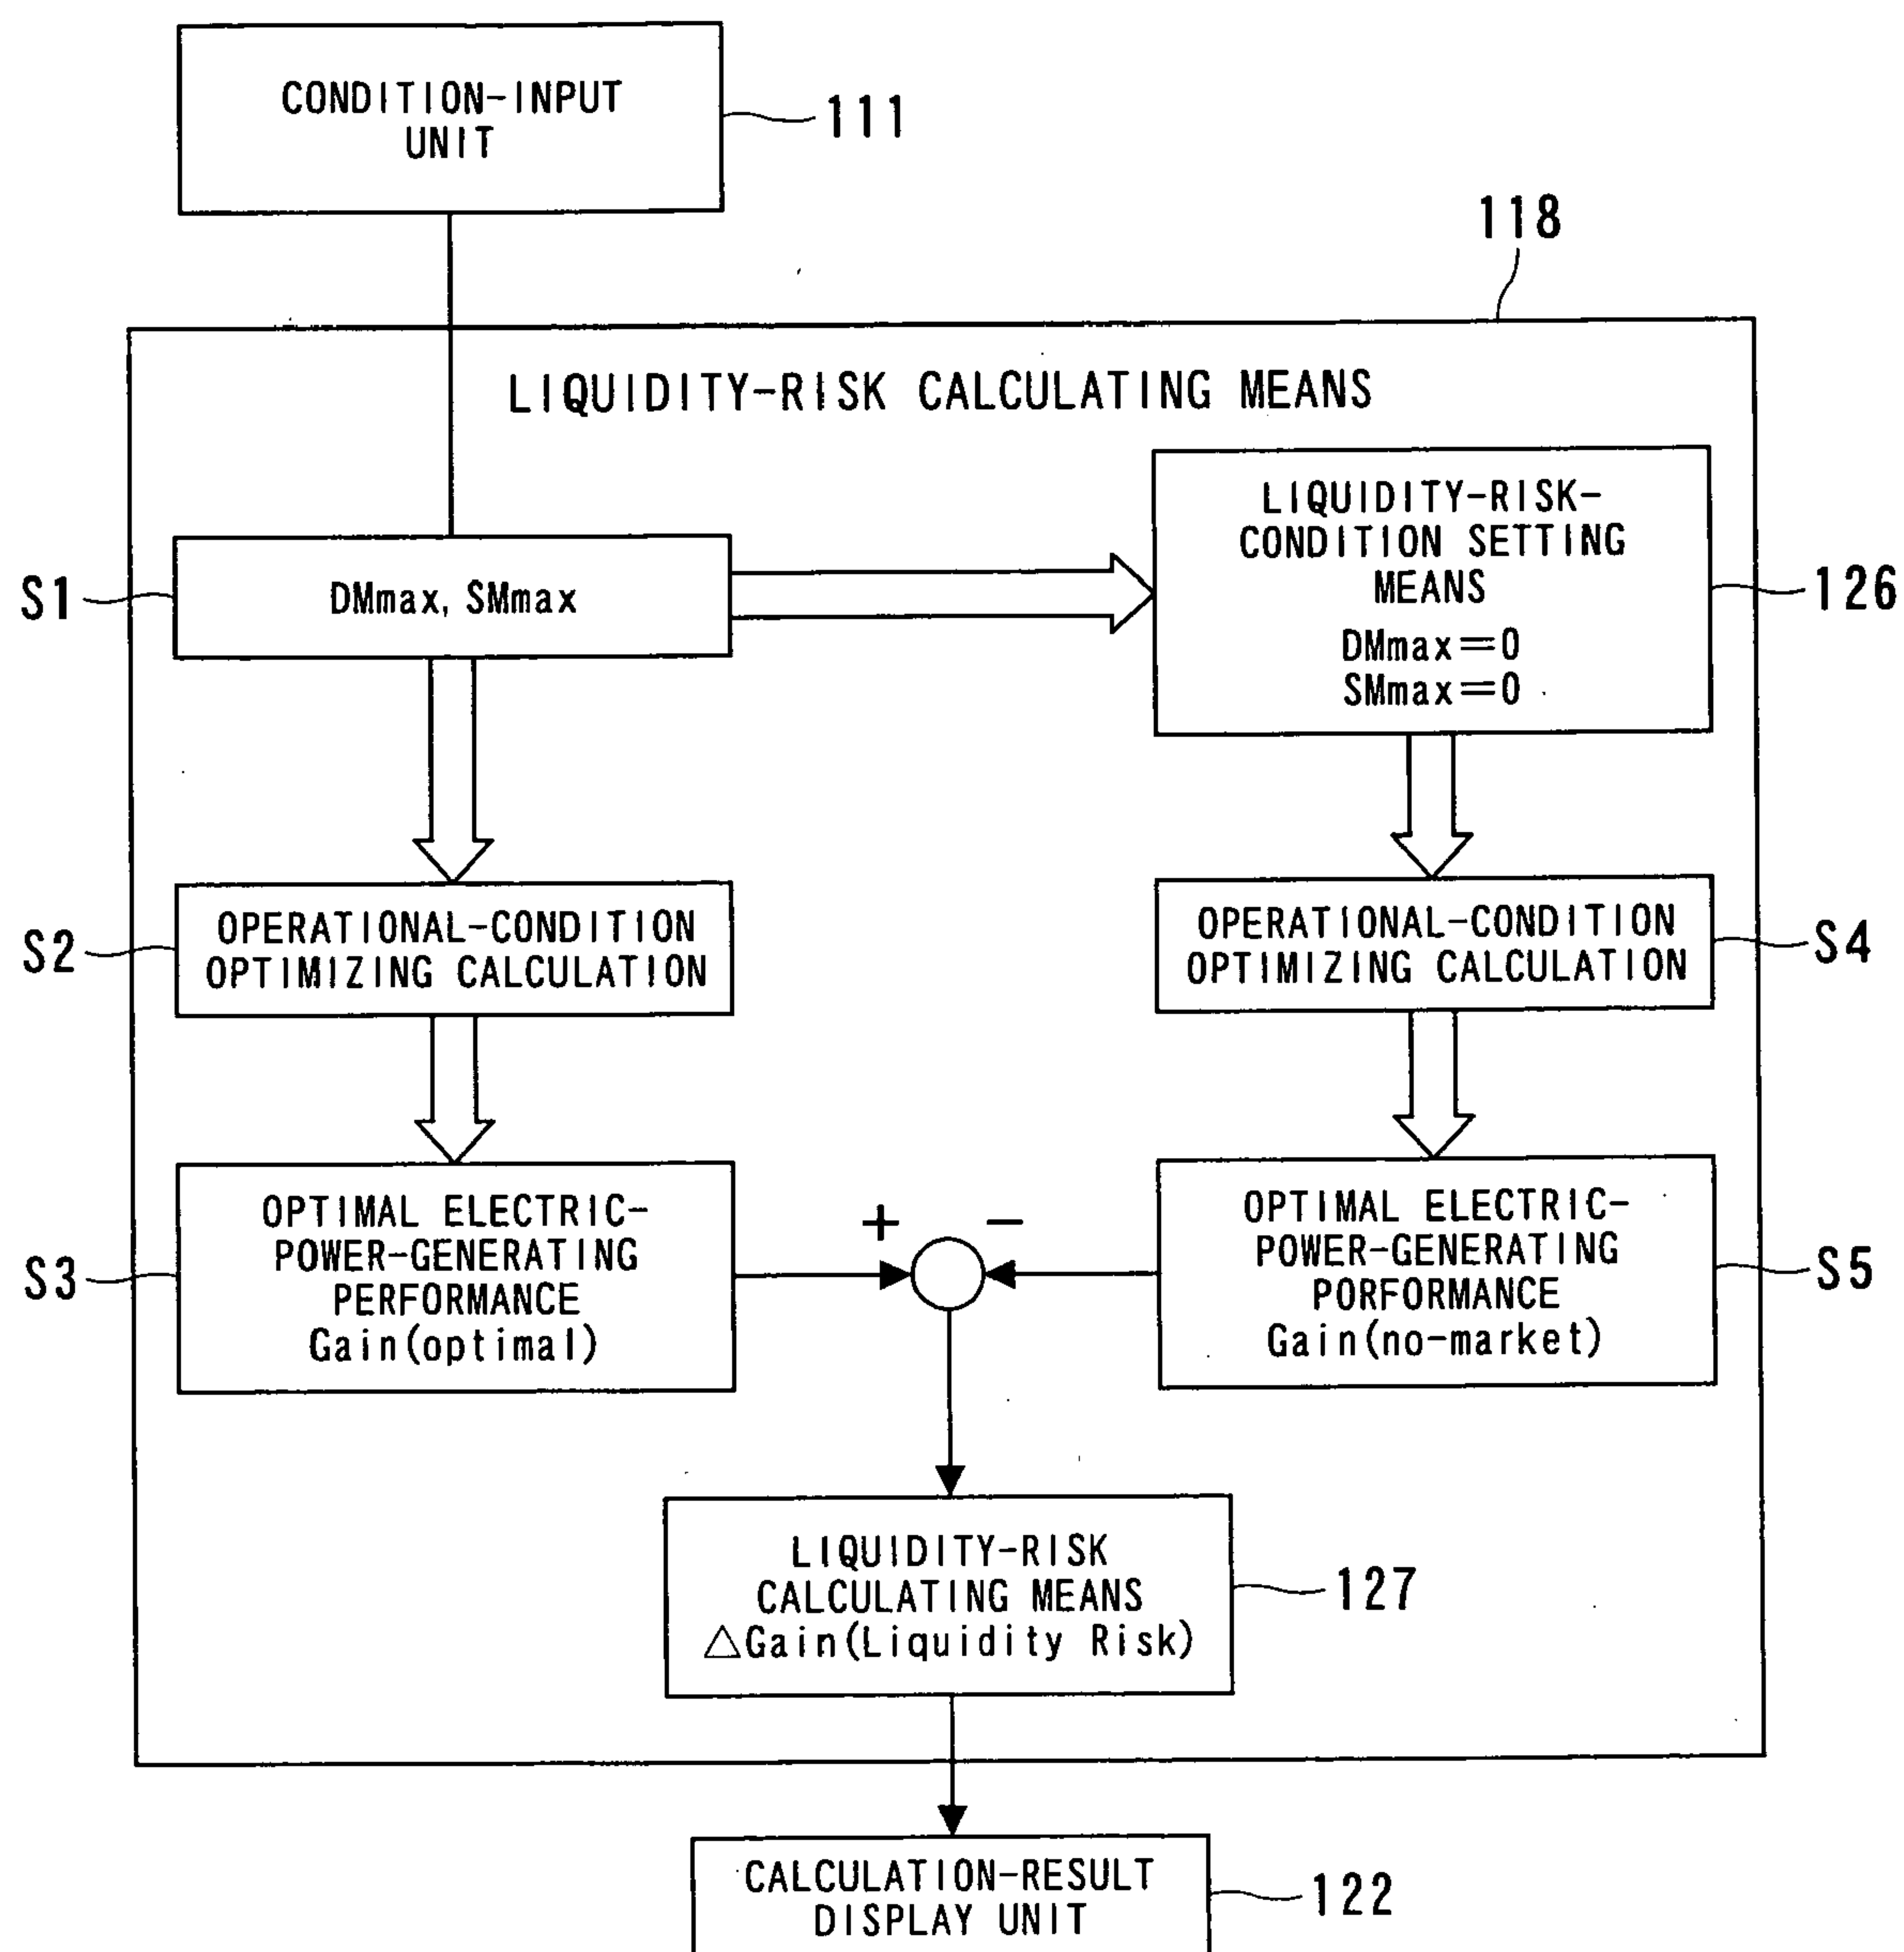 CONDITION-INPUT
UNIT
111
118
LIQUIDITY-RISK CALCULATING MEANS
S1
DMmax, SMmax
LIQUIDITY-RISK-
CONDITION SETTING
MEANS
DMmax=0
SMmax=0
126
S2
OPERATIONAL-CONDITION
OPTIMIZING CALCULATION
OPERATIONAL-CONDITION
OPTIMIZING CALCULATION
S4
S3
OPTIMAL ELECTRIC-
POWER-GENERATING
PERFORMANCE
Gain(optimal)
+ −
OPTIMAL ELECTRIC-
POWER-GENERATING
PORFORMANCE
Gain(no-market)
S5
LIQUIDITY-RISK
CALCULATING MEANS
△Gain(Liquidity Risk)
127
CALCULATION-RESULT
DISPLAY UNIT
122